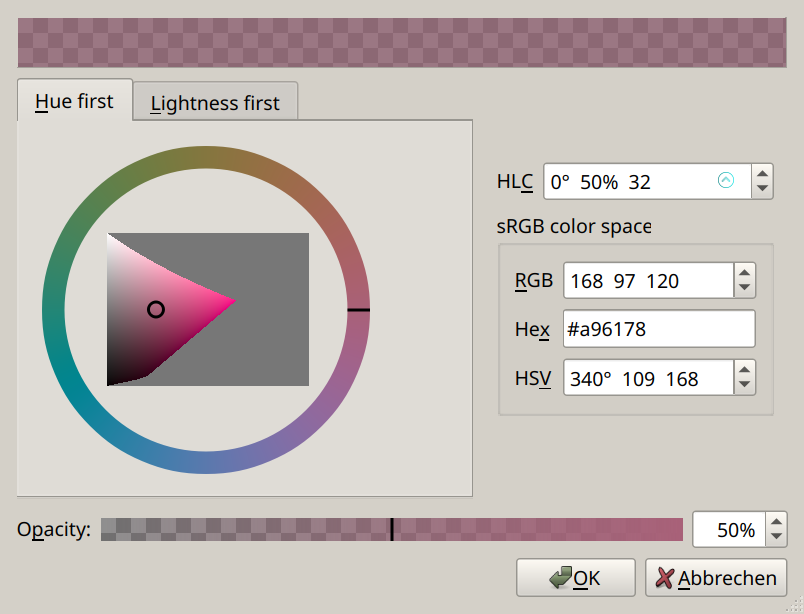 Hue first
Lightness first
HLC 0° 50% 32
sRGB color space
RGB 168 97 120
Hex #a96178
HSV 340° 109 168
Opacity: 50%
OK
Abbrechen